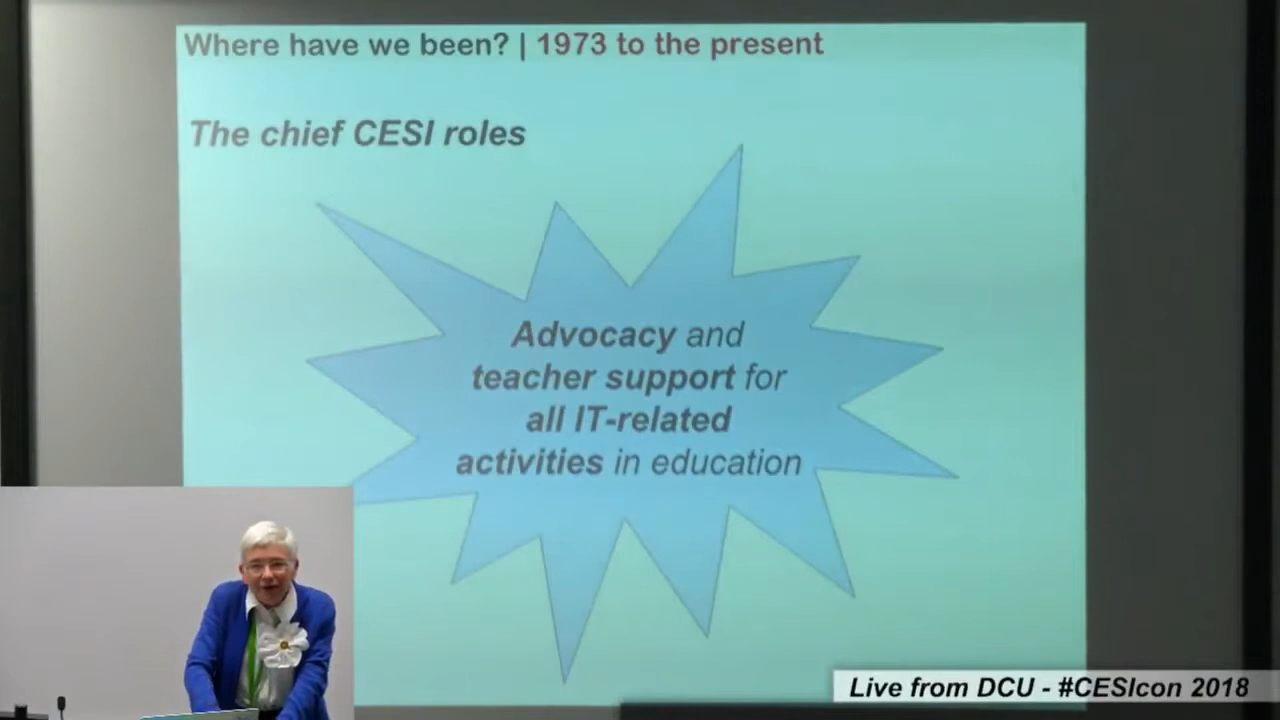 Where have we been? | 1973 to the present
The chief CESI roles
Advocacy and
teacher support for
all IT-related
activities in education
Live from DCU - #CESIcon 2018